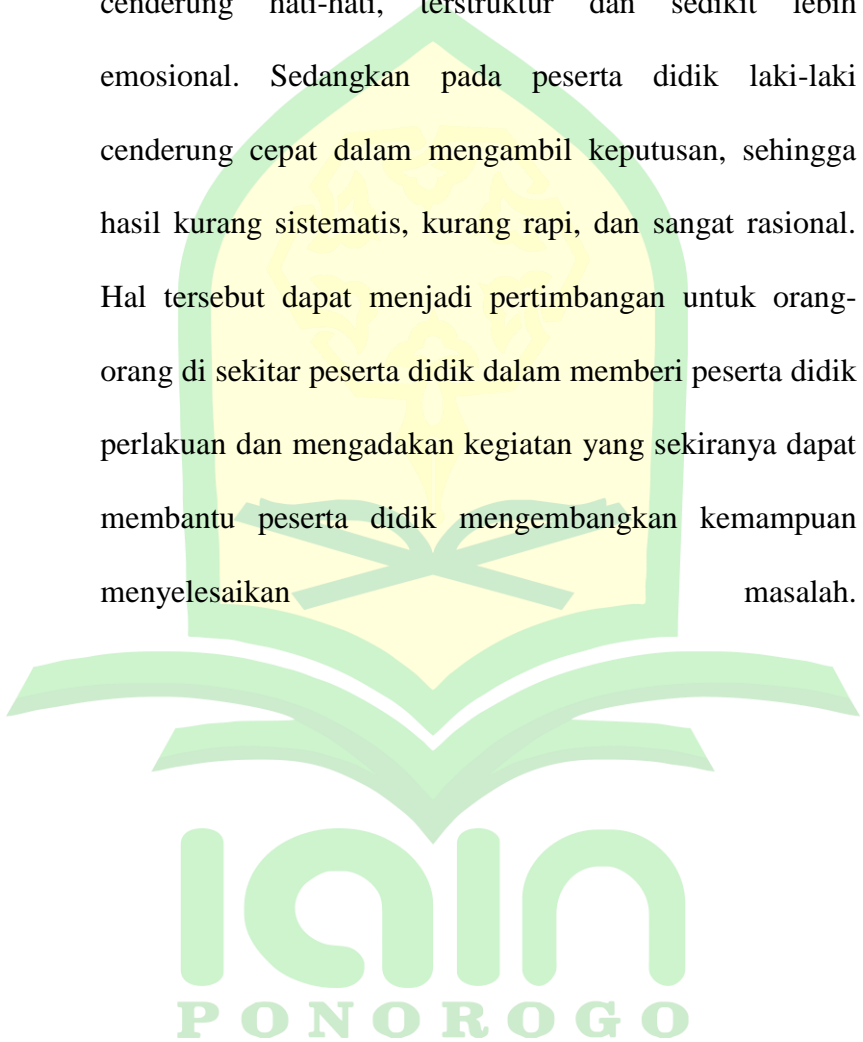 cenderung hati-hati, terstruktur dan sedikit lebih
emosional. Sedangkan pada peserta didik laki-laki
cenderung cepat dalam mengambil keputusan, sehingga
hasil kurang sistematis, kurang rapi, dan sangat rasional.
Hal tersebut dapat menjadi pertimbangan untuk orang-
orang di sekitar peserta didik dalam memberi peserta didik
perlakuan dan mengadakan kegiatan yang sekiranya dapat
membantu peserta didik mengembangkan kemampuan
menyelesaikan masalah.
IAIN
PONOROGO